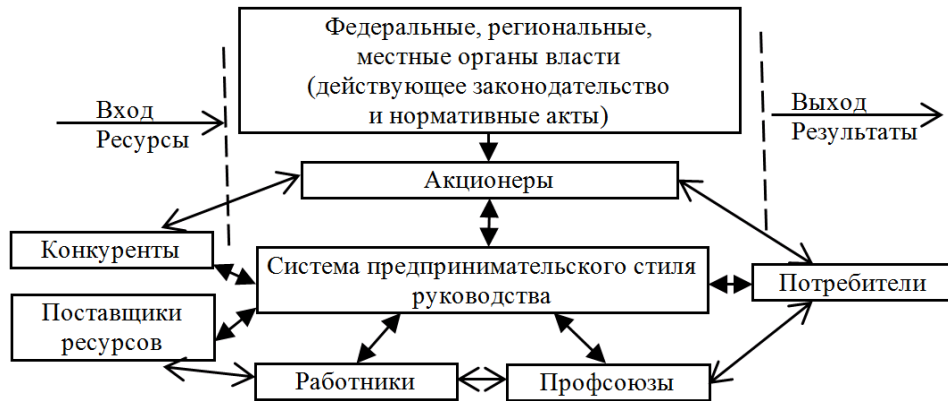 Федеральные, региональные,
местные органы власти
(действующее законодательство
и нормативные акты)
Вход
Ресурсы
Выход
Результаты
Акционеры
Конкуренты
Система предпринимательского стиля
руководства
Потребители
Поставщики
ресурсов
Работники
Профсоюзы